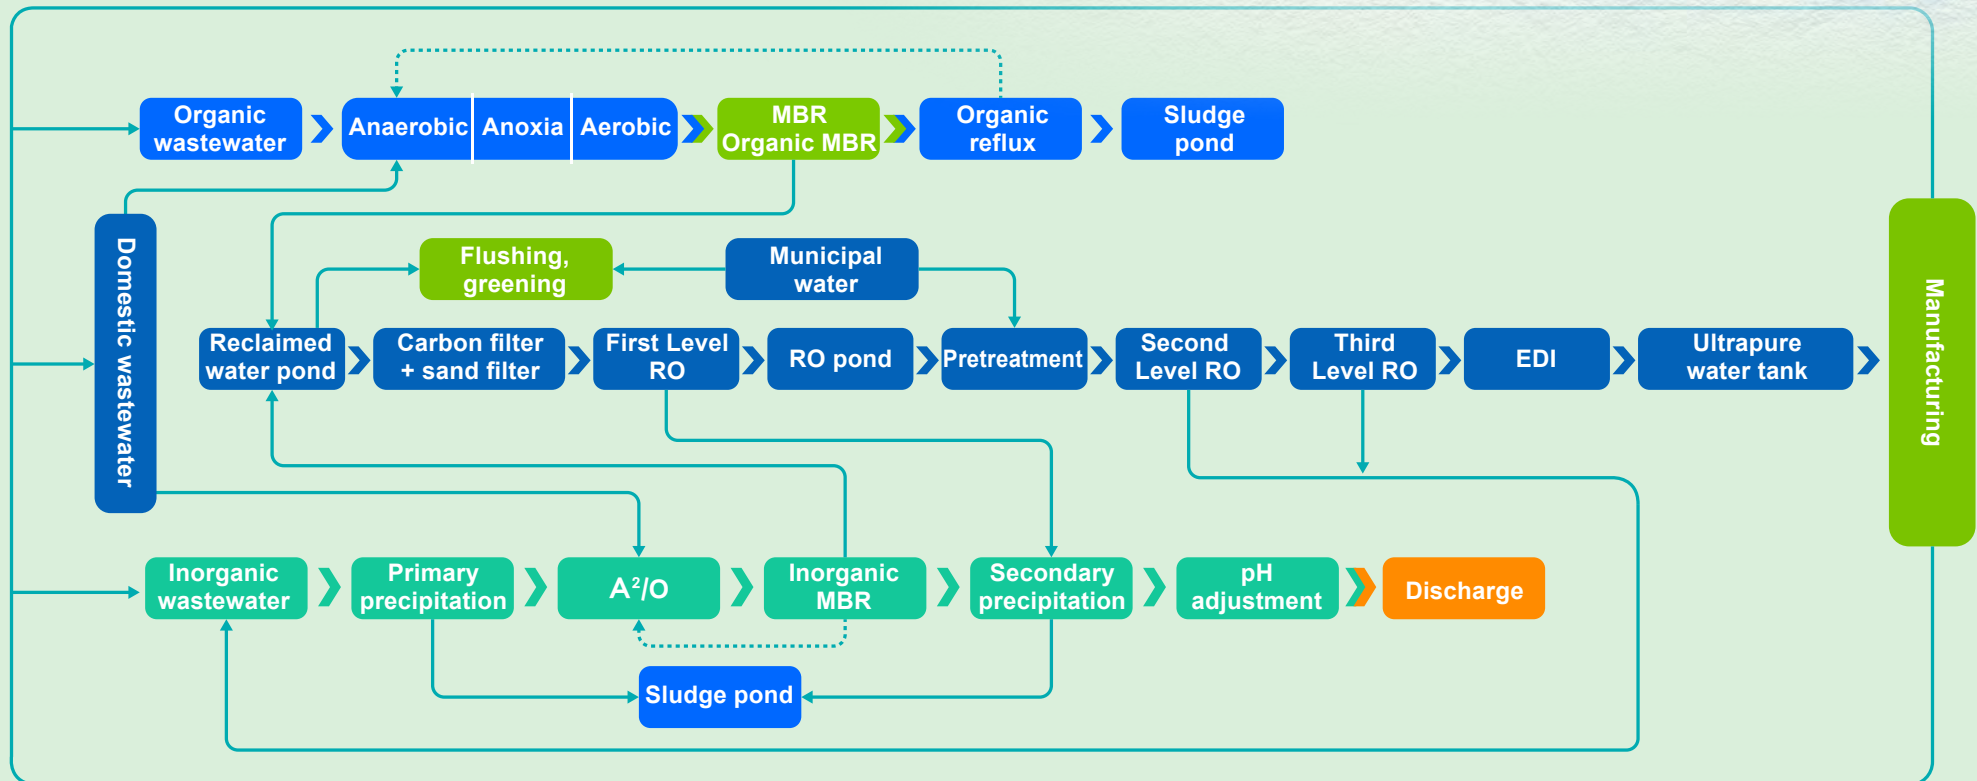 Organic
wastewater
Anaerobic
Anoxia
Aerobic
MBR
Organic MBR
Organic
reflux
Sludge
pond
Domestic wastewater
Flushing,
greening
Municipal
water
Manufacturing
Reclaimed
water pond
Carbon filter
+ sand filter
First Level
RO
RO pond
Pretreatment
Second
Level RO
Third
Level RO
EDI
Ultrapure
water tank
Inorganic
wastewater
Primary
precipitation
A²/O
Inorganic
MBR
Secondary
precipitation
pH
adjustment
Discharge
Sludge pond